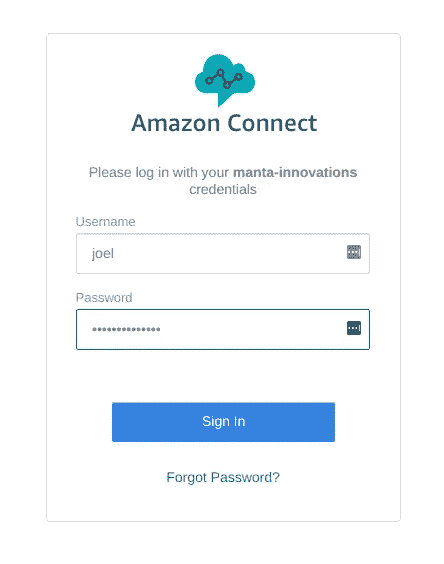 Amazon Connect
Please log in with your manta-innovations
credentials
Username
joel
Password
••••••••••••••
Sign In
Forgot Password?